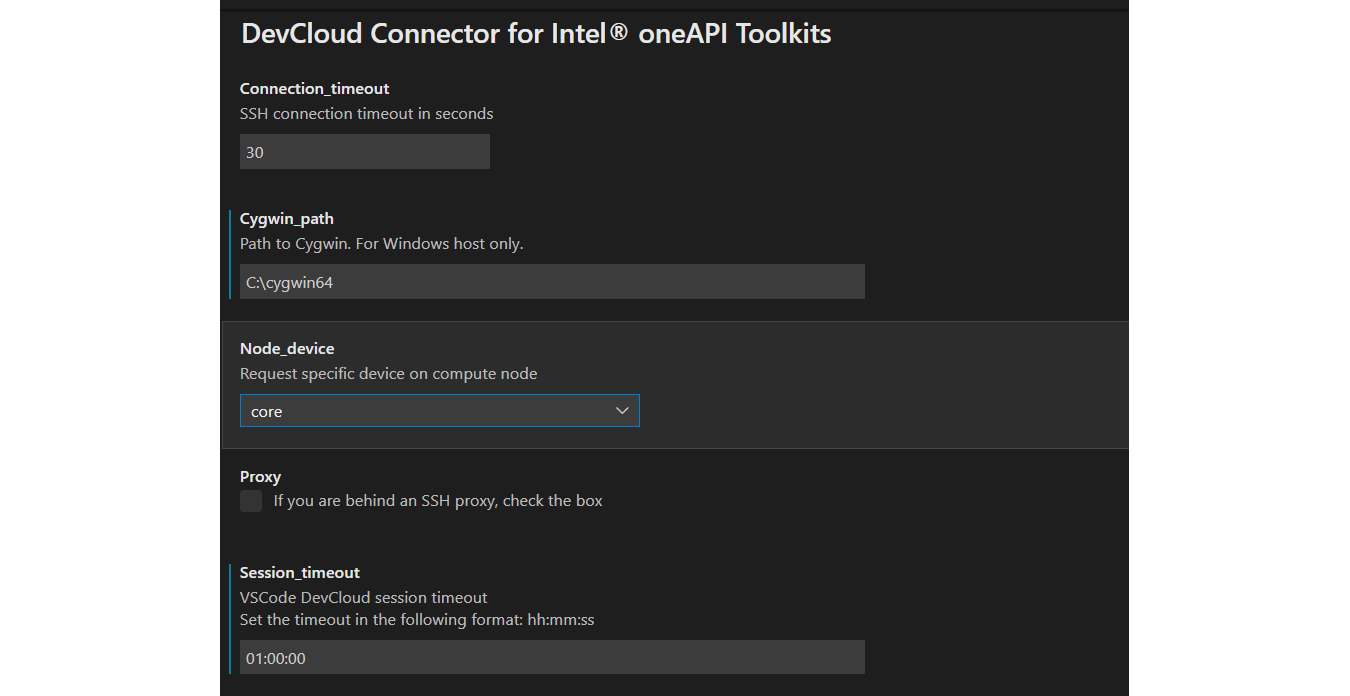 DevCloud Connector for Intel® oneAPI Toolkits
Connection_timeout
SSH connection timeout in seconds
30
Cygwin_path
Path to Cygwin. For Windows host only.
C:\cygwin64
Node_device
Request specific device on compute node
core
Proxy
If you are behind an SSH proxy, check the box
Session_timeout
VSCode DevCloud session timeout
Set the timeout in the following format: hh:mm:ss
01:00:00